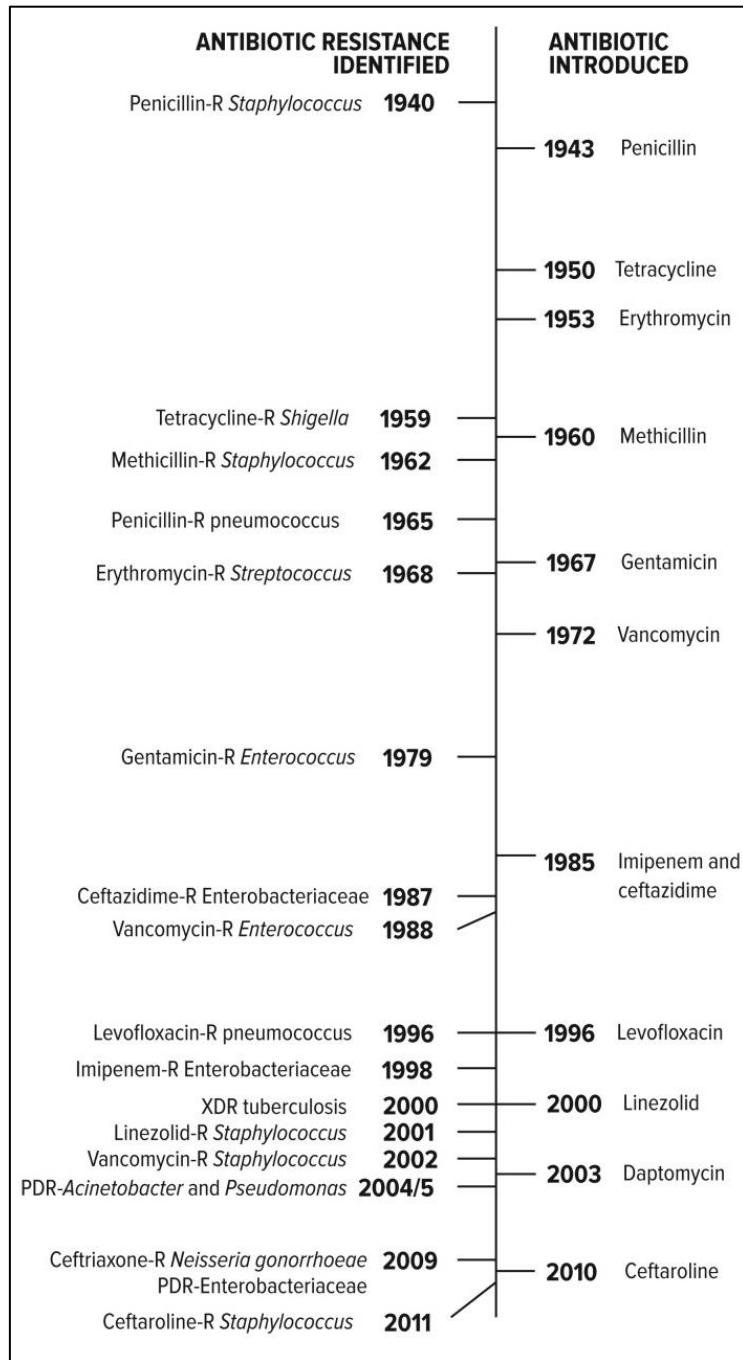 ANTIBIOTIC RESISTANCE IDENTIFIED
ANTIBIOTIC INTRODUCED
Penicillin-R Staphylococcus 1940
1943 Penicillin
1950 Tetracycline
1953 Erythromycin
Tetracycline-R Shigella 1959
1960 Methicillin
Methicillin-R Staphylococcus 1962
Penicillin-R pneumococcus 1965
1967 Gentamicin
Erythromycin-R Streptococcus 1968
1972 Vancomycin
Gentamicin-R Enterococcus 1979
1985 Imipenem and
ceftazidime
Ceftazidime-R Enterobacteriaceae 1987
Vancomycin-R Enterococcus 1988
Levofloxacin-R pneumococcus 1996
1996 Levofloxacin
Imipenem-R Enterobacteriaceae 1998
XDR tuberculosis 2000
2000 Linezolid
Linezolid-R Staphylococcus 2001
Vancomycin-R Staphylococcus 2002
2003 Daptomycin
PDR-Acinetobacter and Pseudomonas 2004/5
Ceftriaxone-R Neisseria gonorrhoeae 2009
PDR-Enterobacteriaceae
2010 Ceftaroline
Ceftaroline-R Staphylococcus 2011